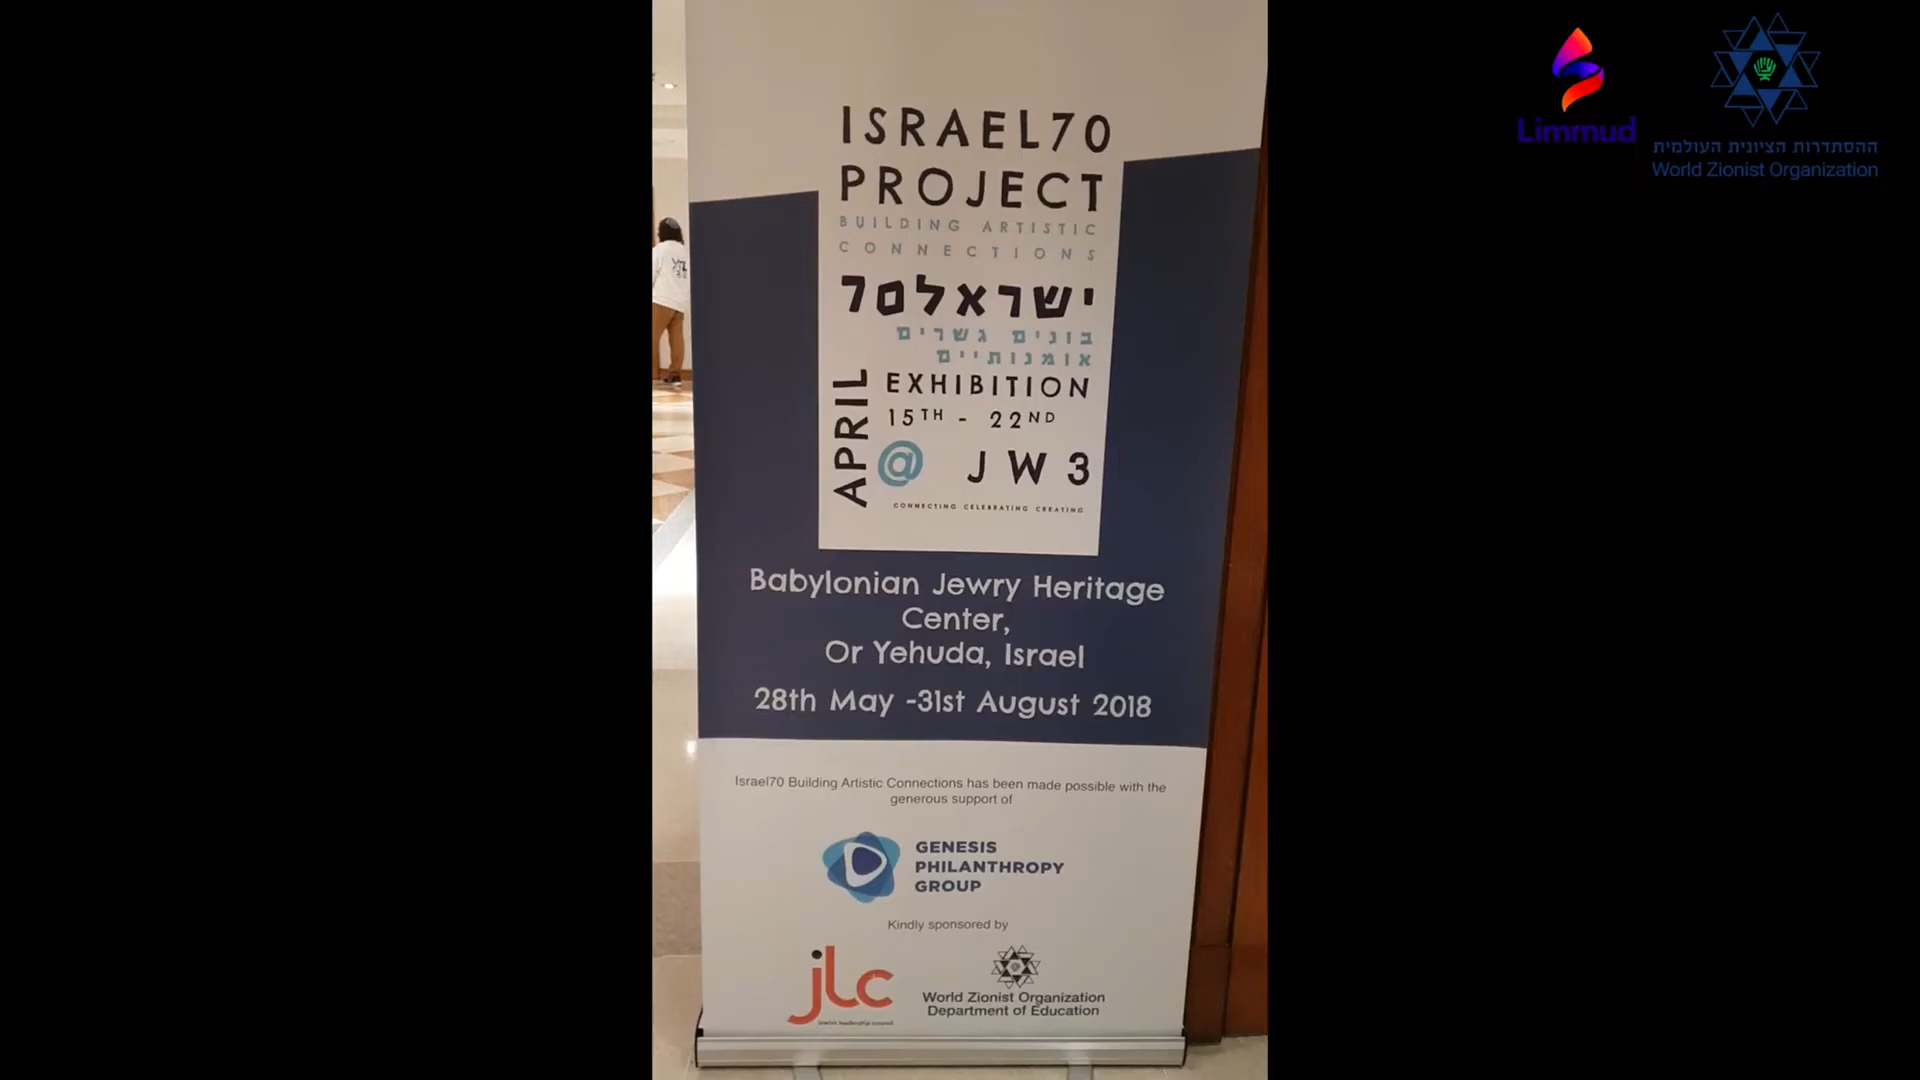 ISRAEL70
PROJECT
BUILDING ARTISTIC
CONNECTIONS
ישראל70
בונים גשרים
אומנותיים
APRIL
EXHIBITION
15TH - 22ND
@ JW3
CONNECTING CELEBRATING CREATING
Babylonian Jewry Heritage
Center,
Or Yehuda, Israel
28th May -31st August 2018
Israel70 Building Artistic Connections has been made possible with the
generous support of
GENESIS
PHILANTHROPY
GROUP
Kindly sponsored by
jlc
jewish leadership council
World Zionist Organization
Department of Education
Limmud
ההסתדרות הציונית העולמית
World Zionist Organization